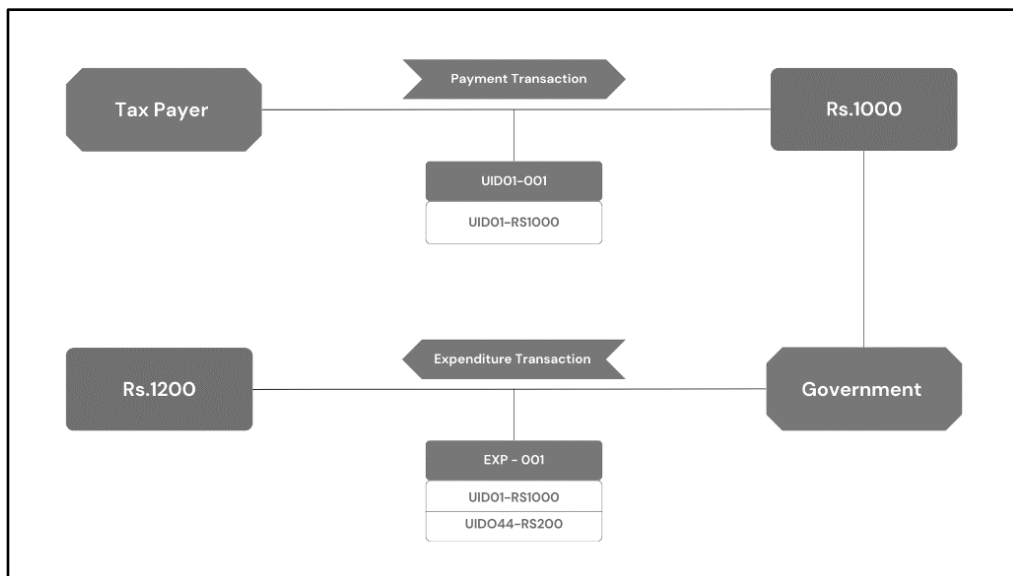 Payment Transaction
Tax Payer
Rs.1000
UID01-001
UID01-RS1000
Expenditure Transaction
Rs.1200
Government
EXP - 001
UID01-RS1000
UIDO44-RS200